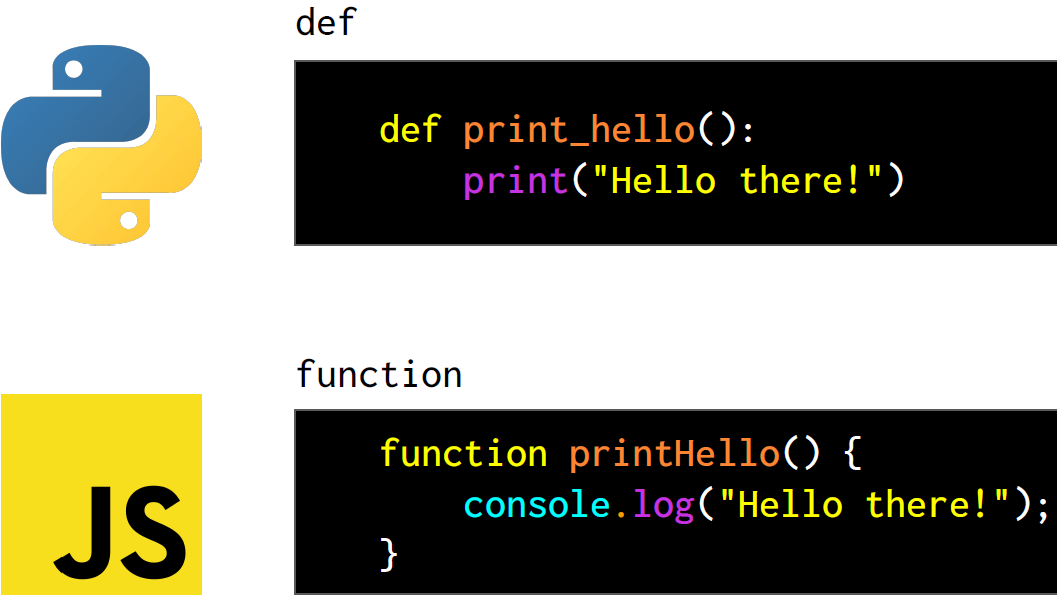 def
def print_hello():
    print("Hello there!")
function
function printHello() {
    console.log("Hello there!");
}
JS